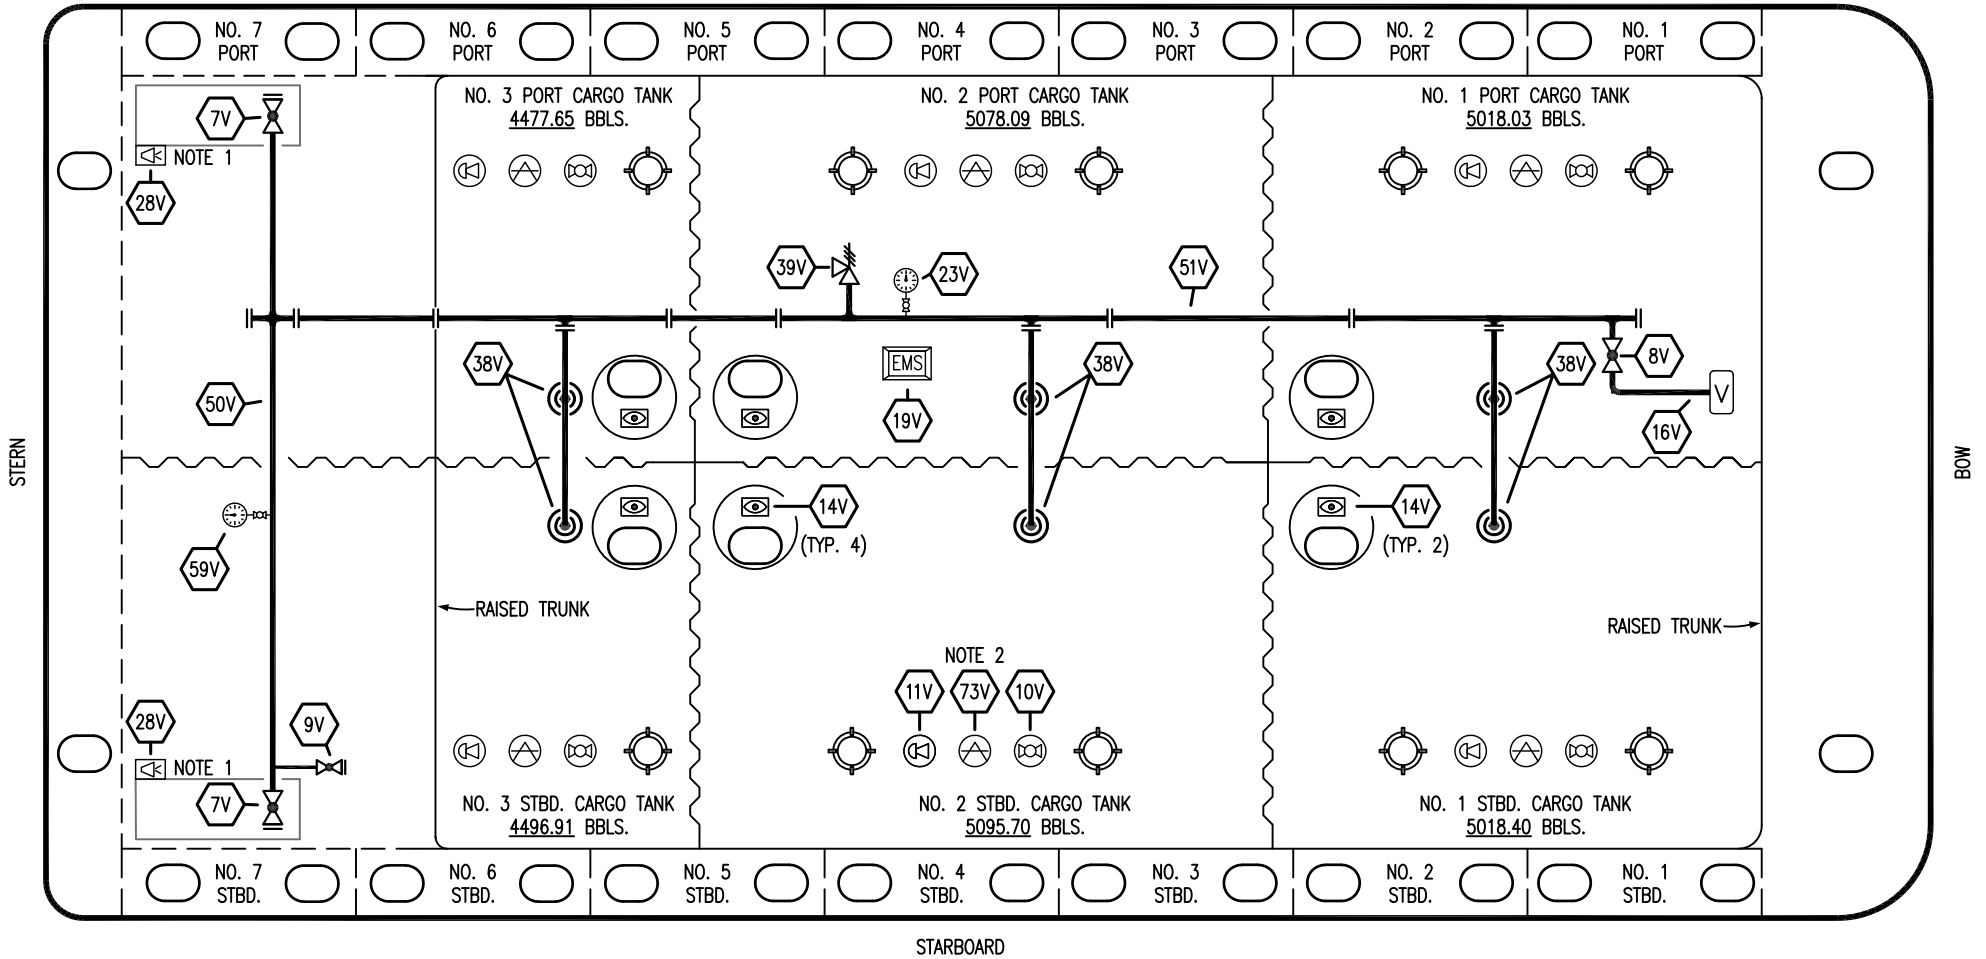 NO. 7
PORT
NO. 6
PORT
NO. 5
PORT
NO. 4
PORT
NO. 3
PORT
NO. 2
PORT
NO. 1
PORT
NO. 3 PORT CARGO TANK
4477.65 BBLS.
NO. 2 PORT CARGO TANK
5078.09 BBLS.
NO. 1 PORT CARGO TANK
5018.03 BBLS.
7V
NOTE 1
28V
39V
23V
51V
38V
EMS
38V
38V
8V
V
50V
19V
16V
STERN
BOW
14V
(TYP. 4)
14V
(TYP. 2)
59V
RAISED TRUNK
RAISED TRUNK
NOTE 2
11V
73V
10V
28V
9V
NOTE 1
7V
NO. 3 STBD. CARGO TANK
4496.91 BBLS.
NO. 2 STBD. CARGO TANK
5095.70 BBLS.
NO. 1 STBD. CARGO TANK
5018.40 BBLS.
NO. 7
STBD.
NO. 6
STBD.
NO. 5
STBD.
NO. 4
STBD.
NO. 3
STBD.
NO. 2
STBD.
NO. 1
STBD.
STARBOARD